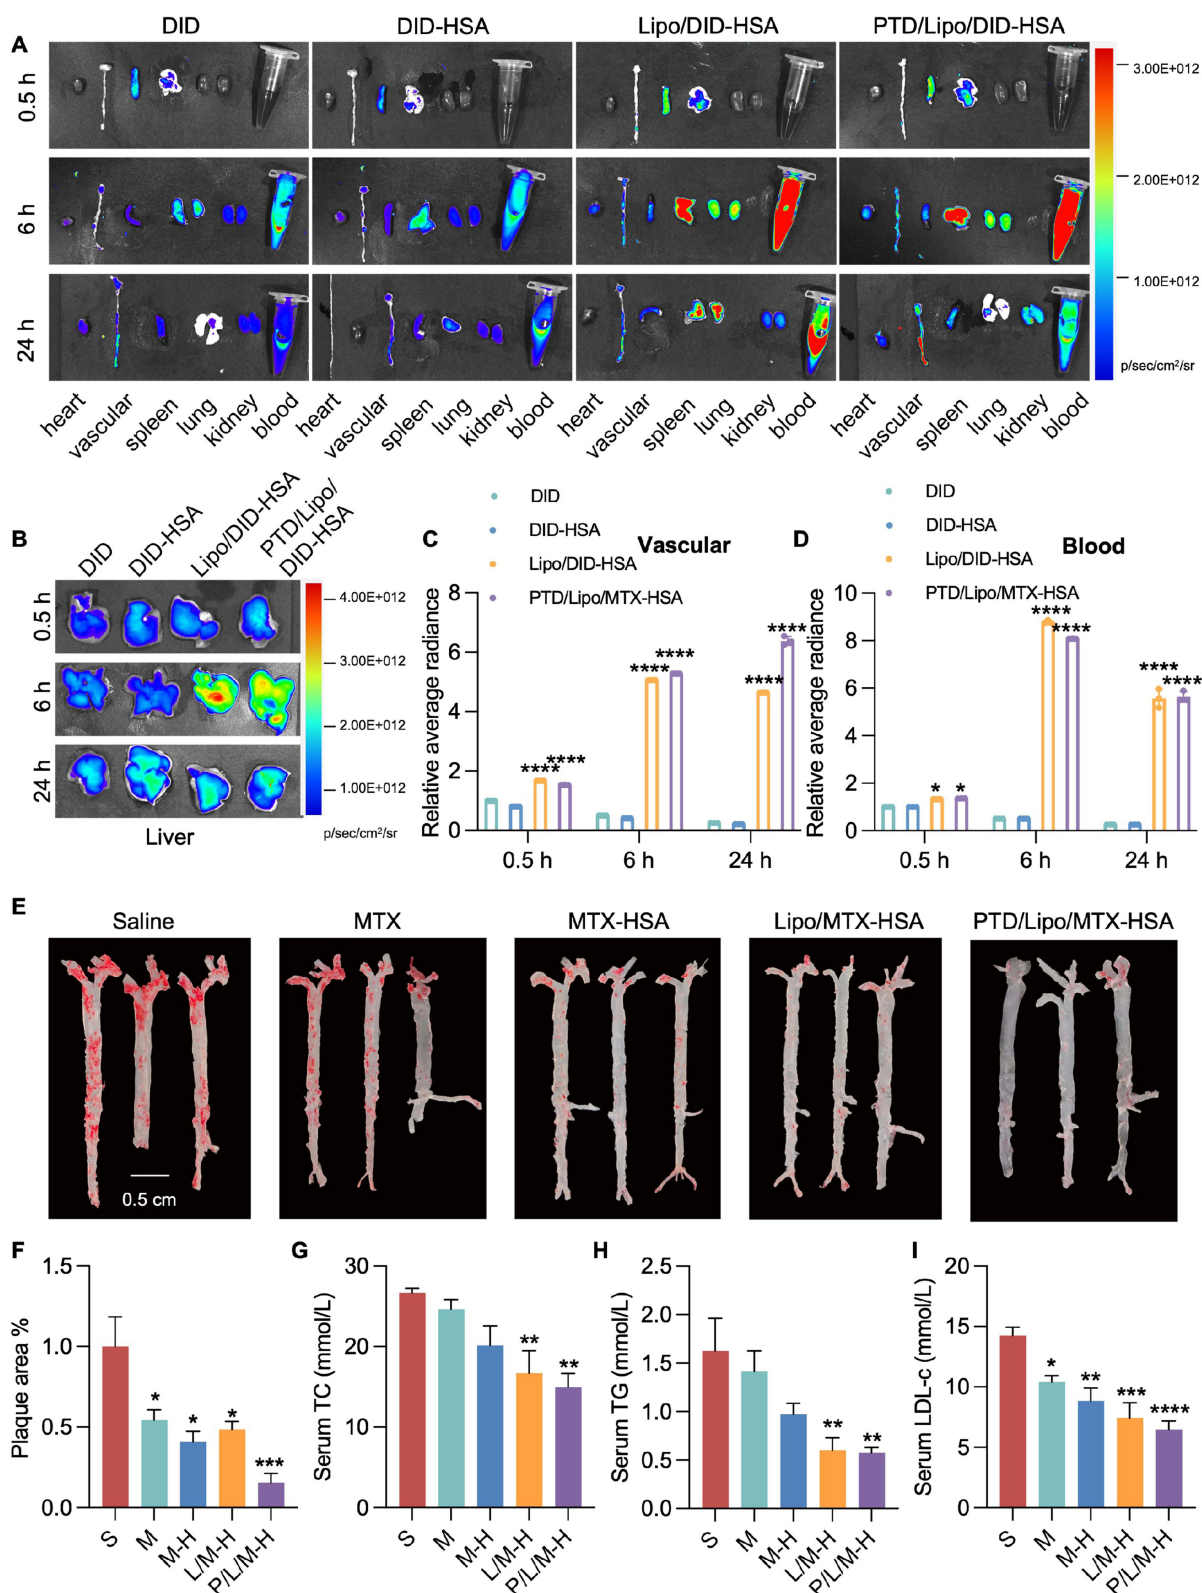 DID
DID-HSA
Lipo/DID-HSA
PTD/Lipo/DID-HSA
A
0.5 h
6 h
24 h
3.00E+012
2.00E+012
1.00E+012
p/sec/cm²/sr
heart
vascular
spleen
lung
kidney
blood
heart
vascular
spleen
lung
kidney
blood
heart
vascular
spleen
lung
kidney
blood
heart
vascular
spleen
lung
kidney
blood
B
DID
DID-HSA
Lipo/DID-HSA
PTD/Lipo/
DID-HSA
0.5 h
6 h
24 h
4.00E+012
3.00E+012
2.00E+012
1.00E+012
p/sec/cm²/sr
Liver
C
DID
DID-HSA
Lipo/DID-HSA
PTD/Lipo/MTX-HSA
Vascular
Relative average radiance
8
6
4
2
0
**** ****
**** ****
**** ****
0.5 h
6 h
24 h
D
DID
DID-HSA
Lipo/DID-HSA
PTD/Lipo/MTX-HSA
Blood
Relative average radiance
10
8
6
4
2
0
* *
**** ****
**** ****
0.5 h
6 h
24 h
E
Saline
MTX
MTX-HSA
Lipo/MTX-HSA
PTD/Lipo/MTX-HSA
0.5 cm
F
Plaque area %
1.5
1.0
0.5
0.0
*
*
*
***
S
M
M-H
L/M-H
P/L/M-H
G
Serum TC (mmol/L)
30
20
10
0
**
**
S
M
M-H
L/M-H
P/L/M-H
H
Serum TG (mmol/L)
2.5
2.0
1.5
1.0
0.5
0.0
**
**
S
M
M-H
L/M-H
P/L/M-H
I
Serum LDL-c (mmol/L)
20
15
10
5
0
*
**
***
****
S
M
M-H
L/M-H
P/L/M-H